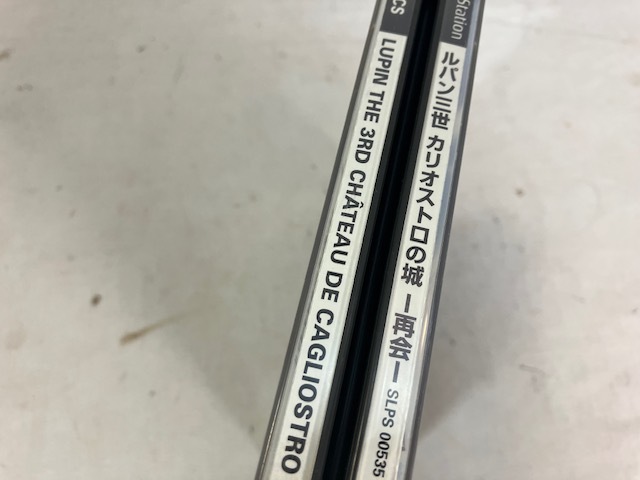 CS LUPIN THE 3RD CHÂTEAU DE CAGLIOSTRO
Station ルパン三世 カリオストロの城 ー再会ー SLPS 00535